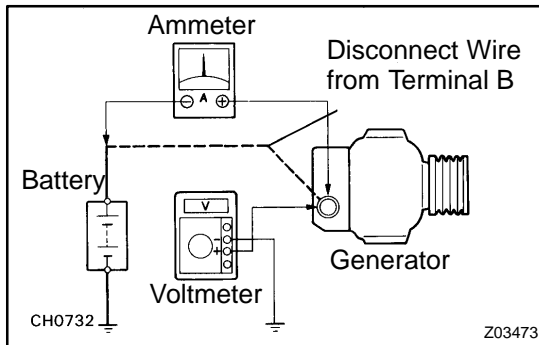 Ammeter
Disconnect Wire
from Terminal B
− A +
Battery
V
−
+
Generator
Voltmeter
CH0732
Z03473